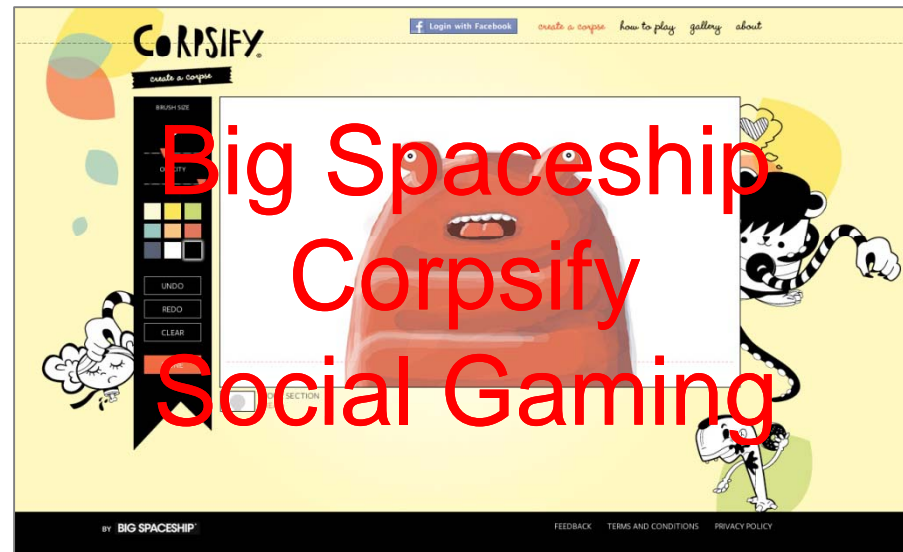 Login with Facebook
create a corpse how to play gallery about
CORPSIFY
create a corpse
BRUSH SIZE
Big Spaceship
Corpsify
Social Gaming
UNDO
REDO
CLEAR
SECTION
BY BIG SPACESHIP
FEEDBACK TERMS AND CONDITIONS PRIVACY POLICY